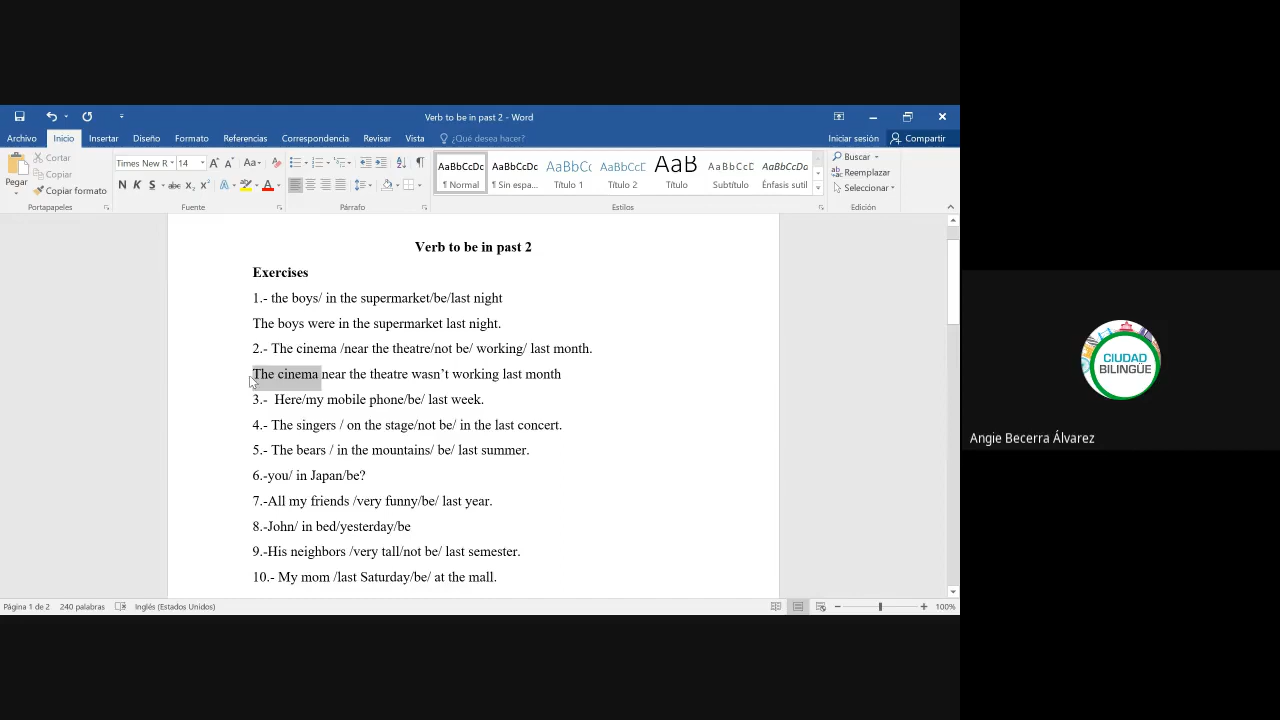 Verb to be in past 2 - Word
Archivo Inicio Insertar Diseño Formato Referencias Correspondencia Revisar Vista ¿Qué desea hacer? Iniciar sesión Compartir
Pegar
Cortar
Copiar
Copiar formato
Times New R 14 Aa
N K S abc x₂ x² A A
AaBbCcDc AaBbCcDc AaBbCc AaBbCcE AaB AaBbCcE AaBbCcDa
¶ Normal ¶ Sin espa... Título 1 Título 2 Título Subtítulo Énfasis sutil
Buscar
Reemplazar
Seleccionar
Portapapeles Fuente Párrafo Estilos Edición
Verb to be in past 2
Exercises
1.- the boys/ in the supermarket/be/last night
The boys were in the supermarket last night.
2.- The cinema /near the theatre/not be/ working/ last month.
The cinema near the theatre wasn’t working last month
3.-  Here/my mobile phone/be/ last week.
4.- The singers / on the stage/not be/ in the last concert.
5.- The bears / in the mountains/ be/ last summer.
6.-you/ in Japan/be?
7.-All my friends /very funny/be/ last year.
8.-John/ in bed/yesterday/be
9.-His neighbors /very tall/not be/ last semester.
10.- My mom /last Saturday/be/ at the mall.
Página 1 de 2 240 palabras Inglés (Estados Unidos) 100%
CIUDAD
BILINGÜE
Angie Becerra Álvarez